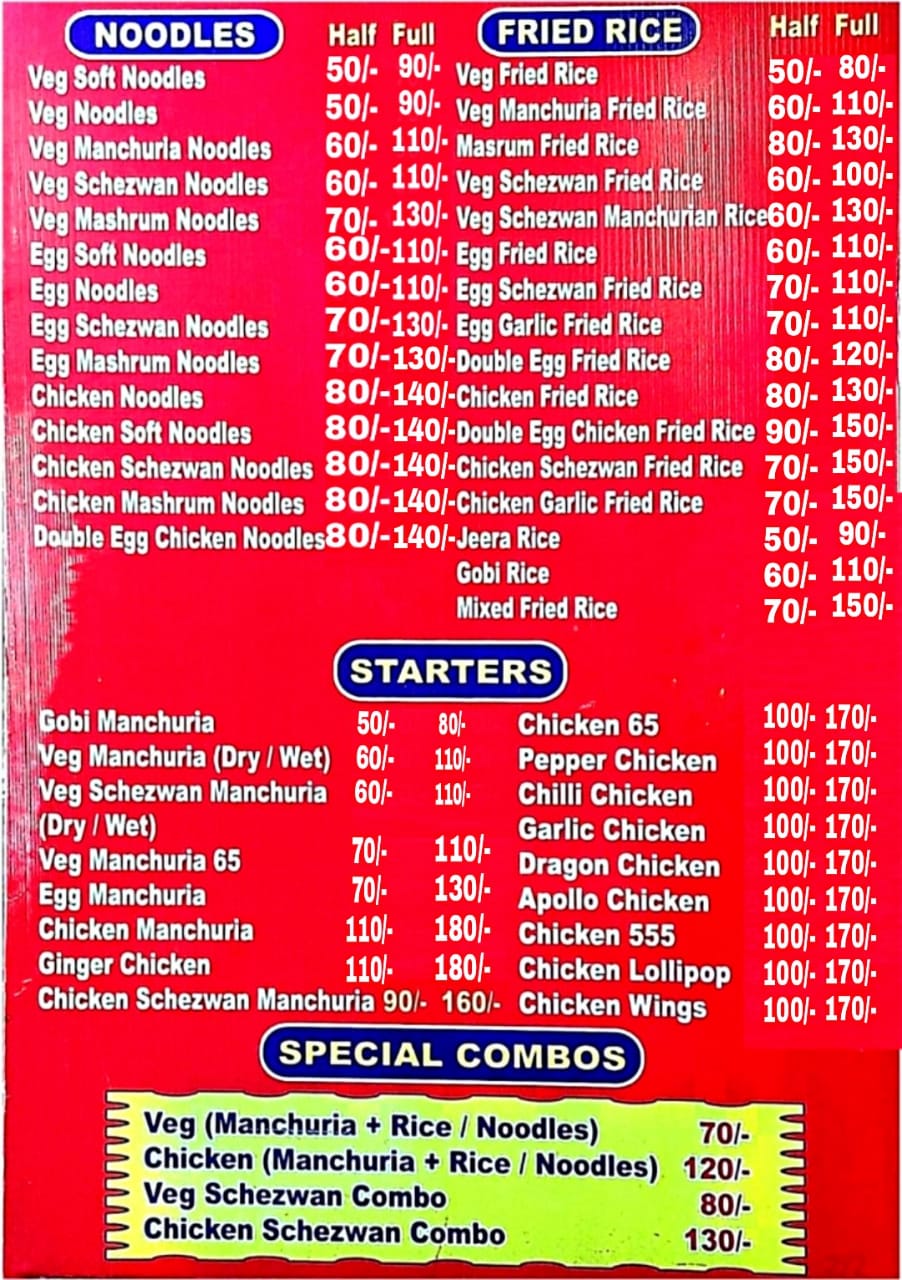 NOODLES Half Full
Veg Soft Noodles 50/- 90/-
Veg Noodles 50/- 90/-
Veg Manchuria Noodles 60/- 110/-
Veg Schezwan Noodles 60/- 110/-
Veg Mashrum Noodles 70/- 130/-
Egg Soft Noodles 60/- 110/-
Egg Noodles 60/- 110/-
Egg Schezwan Noodles 70/- 130/-
Egg Mashrum Noodles 70/- 130/-
Chicken Noodles 80/- 140/-
Chicken Soft Noodles 80/- 140/-
Chicken Schezwan Noodles 80/- 140/-
Chicken Mashrum Noodles 80/- 140/-
Double Egg Chicken Noodles 80/- 140/-
FRIED RICE Half Full
Veg Fried Rice 50/- 80/-
Veg Manchuria Fried Rice 60/- 110/-
Masrum Fried Rice 80/- 130/-
Veg Schezwan Fried Rice 60/- 100/-
Veg Schezwan Manchurian Rice 60/- 130/-
Egg Fried Rice 60/- 110/-
Egg Schezwan Fried Rice 70/- 110/-
Egg Garlic Fried Rice 70/- 110/-
Double Egg Fried Rice 80/- 120/-
Chicken Fried Rice 80/- 130/-
Double Egg Chicken Fried Rice 90/- 150/-
Chicken Schezwan Fried Rice 70/- 150/-
Chicken Garlic Fried Rice 70/- 150/-
Jeera Rice 50/- 90/-
Gobi Rice 60/- 110/-
Mixed Fried Rice 70/- 150/-
STARTERS
Gobi Manchuria 50/- 80/-
Veg Manchuria (Dry / Wet) 60/- 110/-
Veg Schezwan Manchuria 60/- 110/-
(Dry / Wet)
Veg Manchuria 65 70/- 110/-
Egg Manchuria 70/- 130/-
Chicken Manchuria 110/- 180/-
Ginger Chicken 110/- 180/-
Chicken Schezwan Manchuria 90/- 160/-
Chicken 65 100/- 170/-
Pepper Chicken 100/- 170/-
Chilli Chicken 100/- 170/-
Garlic Chicken 100/- 170/-
Dragon Chicken 100/- 170/-
Apollo Chicken 100/- 170/-
Chicken 555 100/- 170/-
Chicken Lollipop 100/- 170/-
Chicken Wings 100/- 170/-
SPECIAL COMBOS
Veg (Manchuria + Rice / Noodles) 70/-
Chicken (Manchuria + Rice / Noodles) 120/-
Veg Schezwan Combo 80/-
Chicken Schezwan Combo 130/-